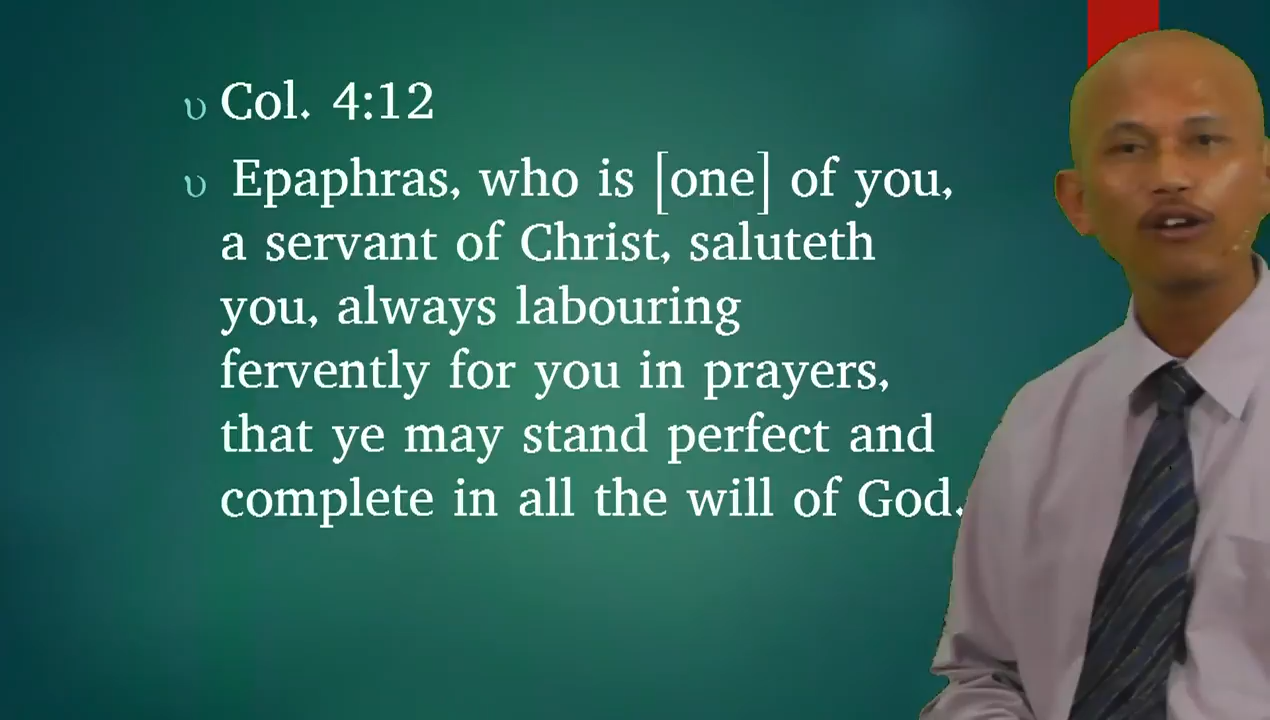 υ Col. 4:12
υ Epaphras, who is [one] of you,
a servant of Christ, saluteth
you, always labouring
fervently for you in prayers,
that ye may stand perfect and
complete in all the will of God.